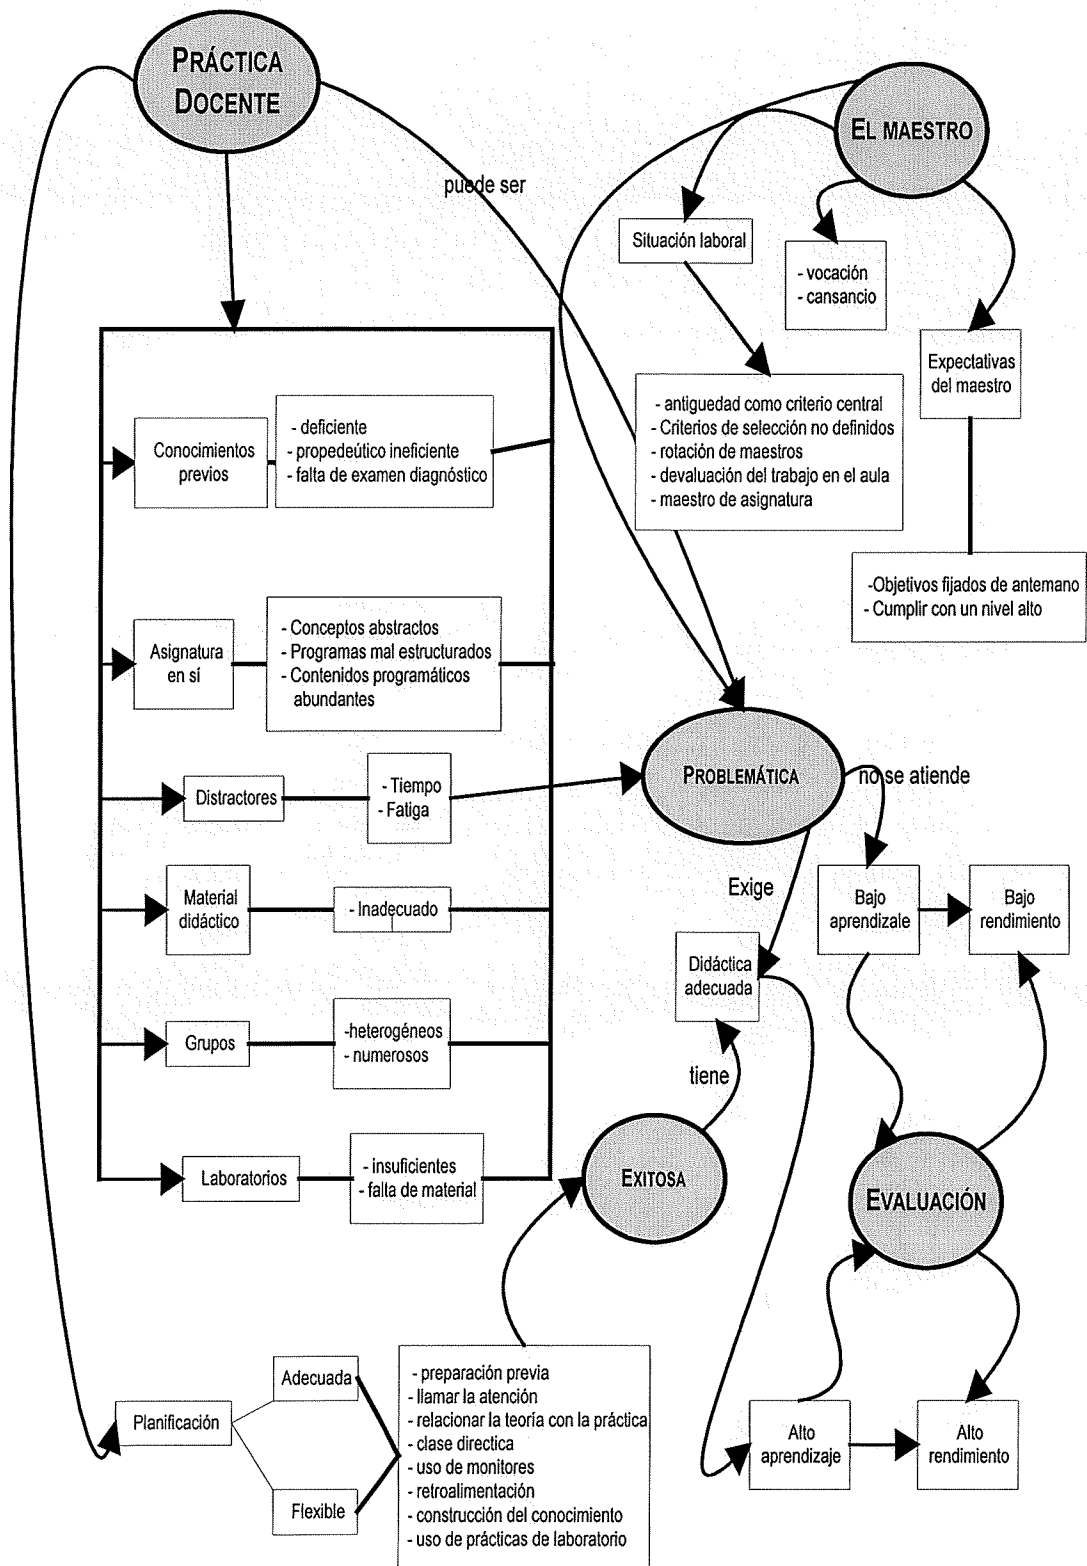 PRÁCTICA
DOCENTE
EL MAESTRO
puede ser
Situación laboral
- vocación
- cansancio
Expectativas
del maestro
- antiguedad como criterio central
- Criterios de selección no definidos
- rotación de maestros
- devaluación del trabajo en el aula
- maestro de asignatura
-Objetivos fijados de antemano
- Cumplir con un nivel alto
Conocimientos
previos
- deficiente
- propedeútico ineficiente
- falta de examen diagnóstico
Asignatura
en sí
- Conceptos abstractos
- Programas mal estructurados
- Contenidos programáticos
abundantes
Distractores
- Tiempo
- Fatiga
PROBLEMÁTICA
no se atiende
Material
didáctico
- Inadecuado
Exige
Bajo
aprendizale
Bajo
rendimiento
Didáctica
adecuada
Grupos
-heterogéneos
- numerosos
tiene
Laboratorios
- insuficientes
- falta de material
EXITOSA
EVALUACIÓN
Planificación
Adecuada
Flexible
- preparación previa
- llamar la atención
- relacionar la teoría con la práctica
- clase directica
- uso de monitores
- retroalimentación
- construcción del conocimiento
- uso de prácticas de laboratorio
Alto
aprendizaje
Alto
rendimiento